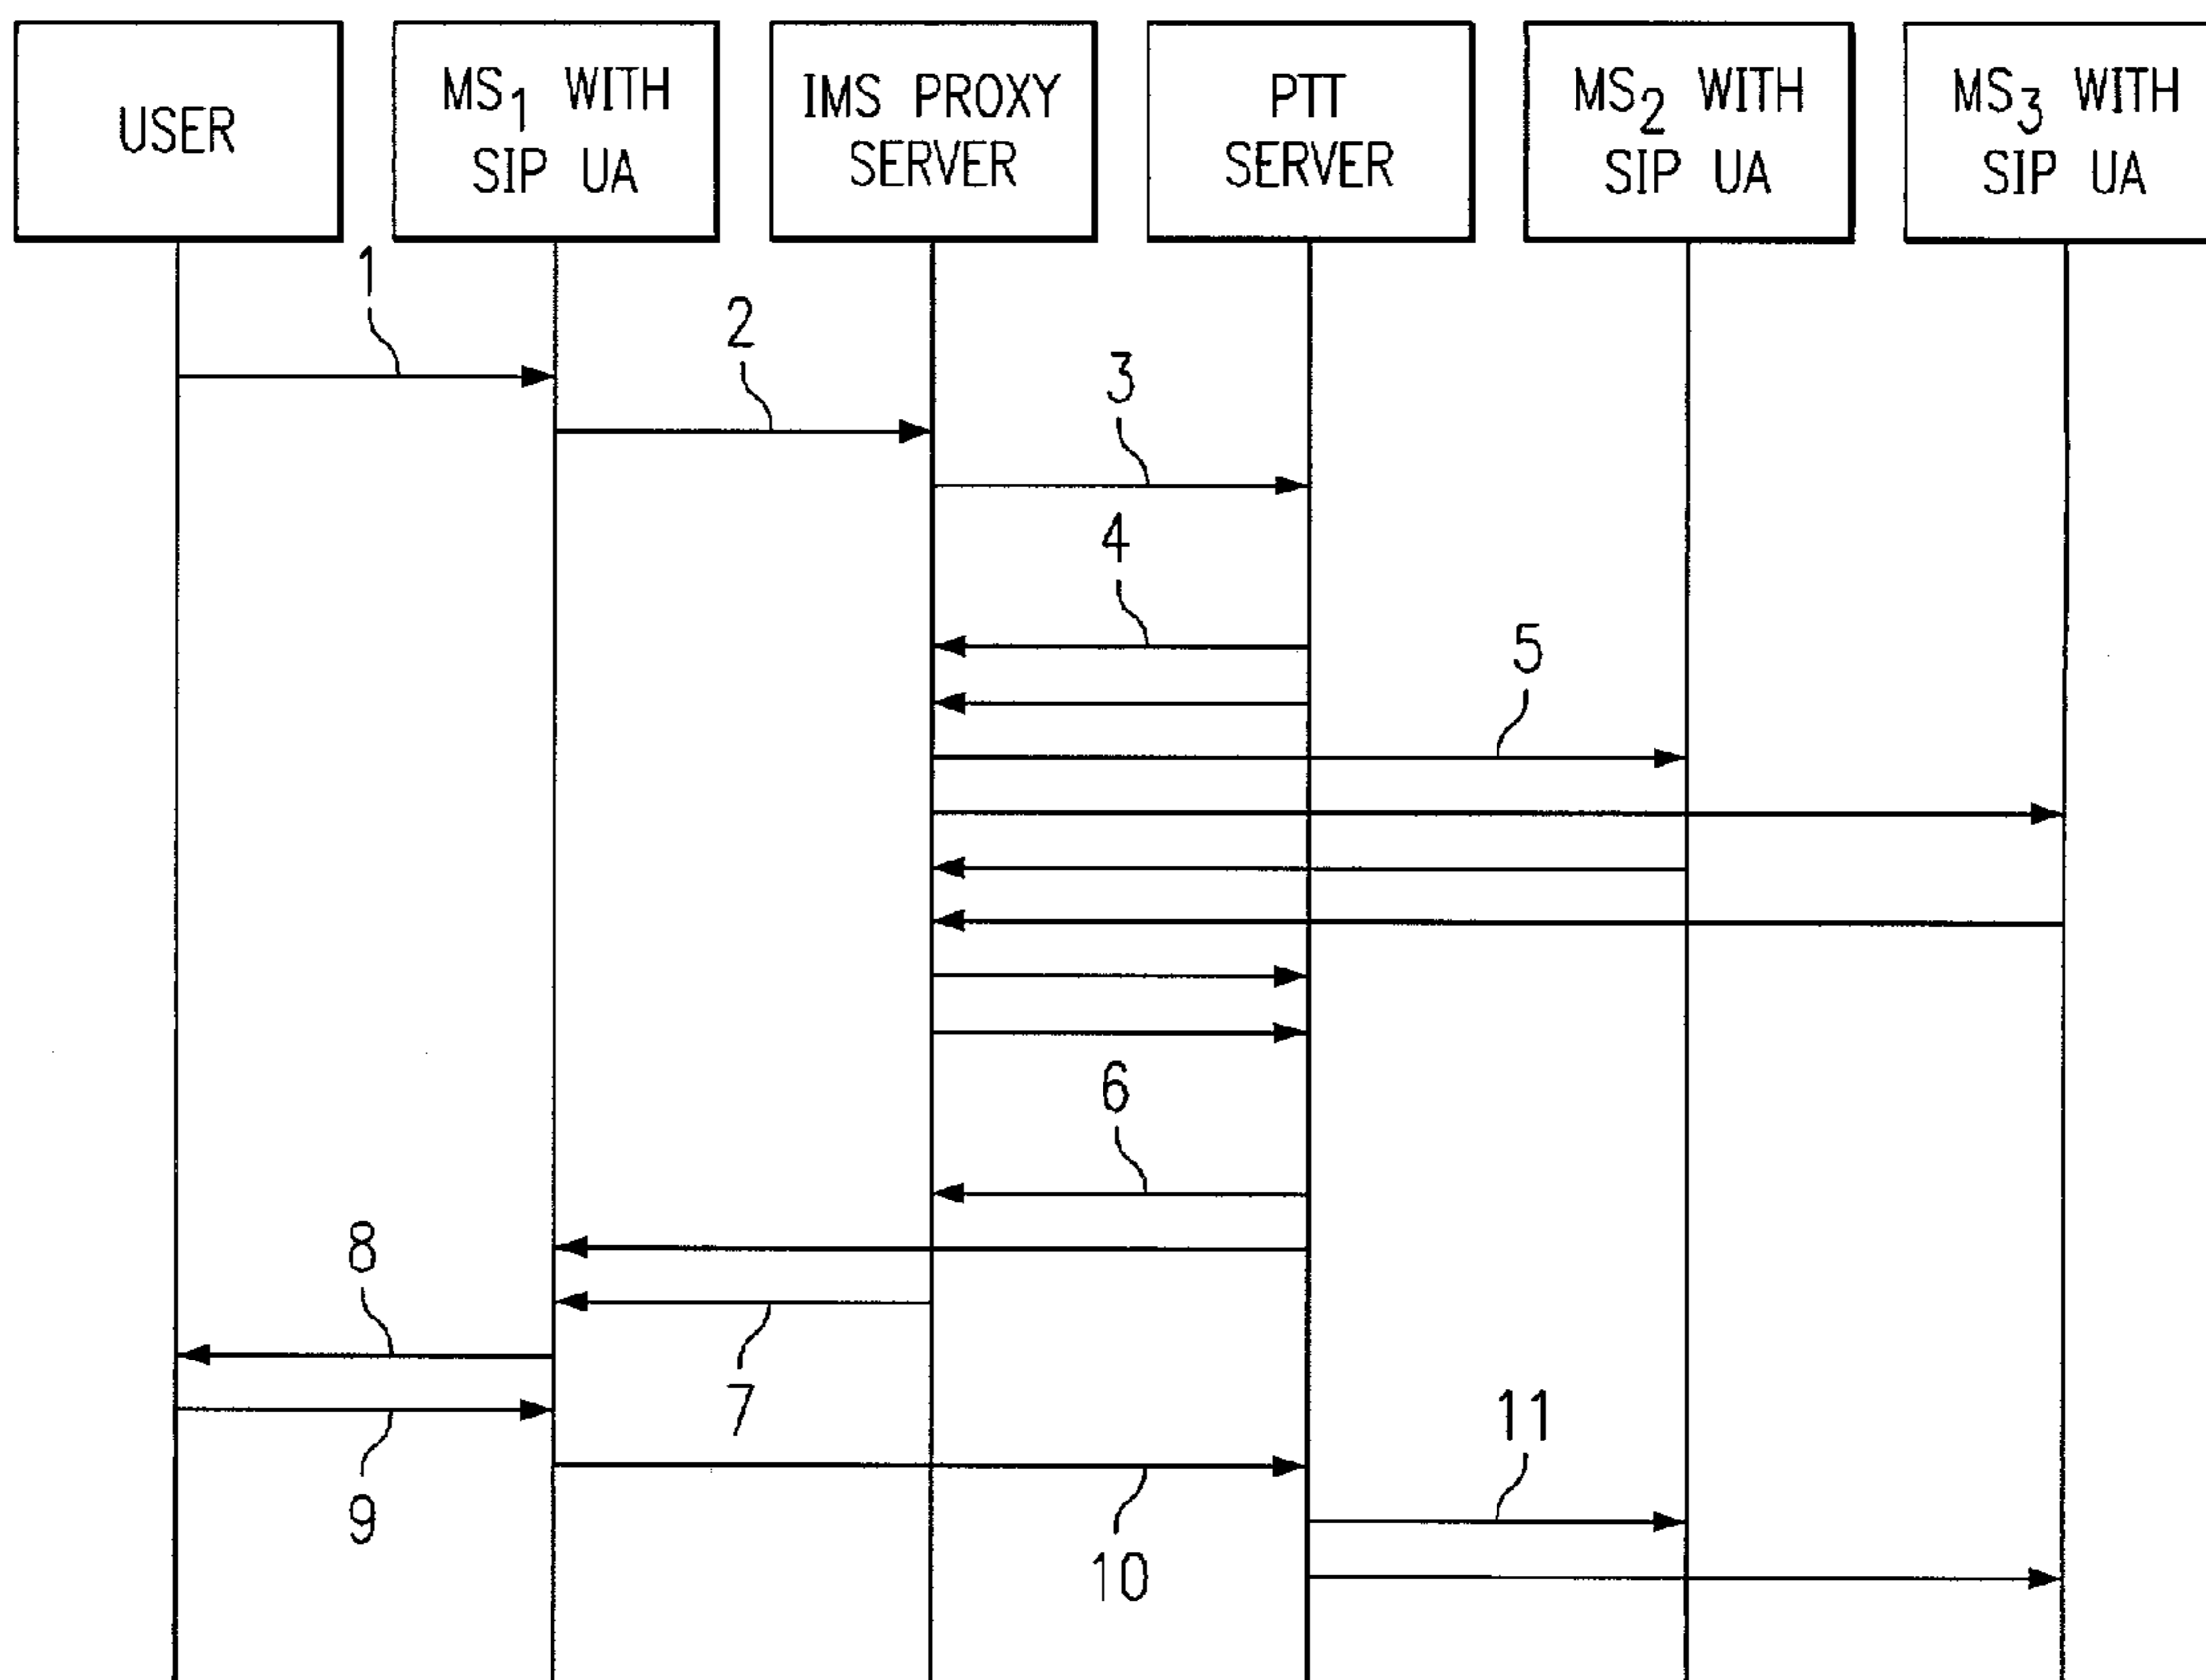 USER
MS1 WITH
SIP UA
IMS PROXY
SERVER
PTT
SERVER
MS2 WITH
SIP UA
MS3 WITH
SIP UA
1
2
3
4
5
6
8
7
11
9
10